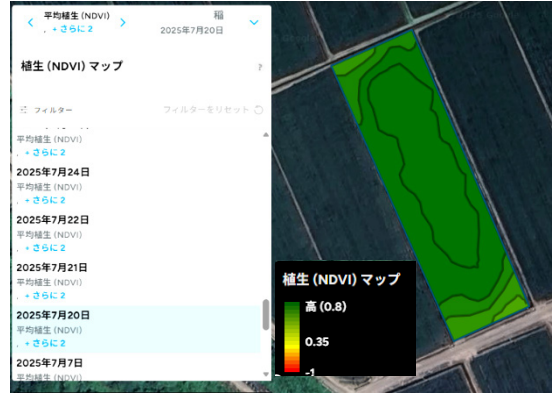 平均植生 (NDVI)
, + さらに 2
稲
2025年7月20日
植生 (NDVI) マップ
?
フィルター
フィルターをリセット
平均植生 (NDVI)
, + さらに 2
2025年7月24日
平均植生 (NDVI)
, + さらに 2
2025年7月22日
平均植生 (NDVI)
, + さらに 2
2025年7月21日
平均植生 (NDVI)
, + さらに 2
2025年7月20日
平均植生 (NDVI)
, + さらに 2
2025年7月7日
平均植生 (NDVI)
植生 (NDVI) マップ
高 (0.8)
0.35
-1